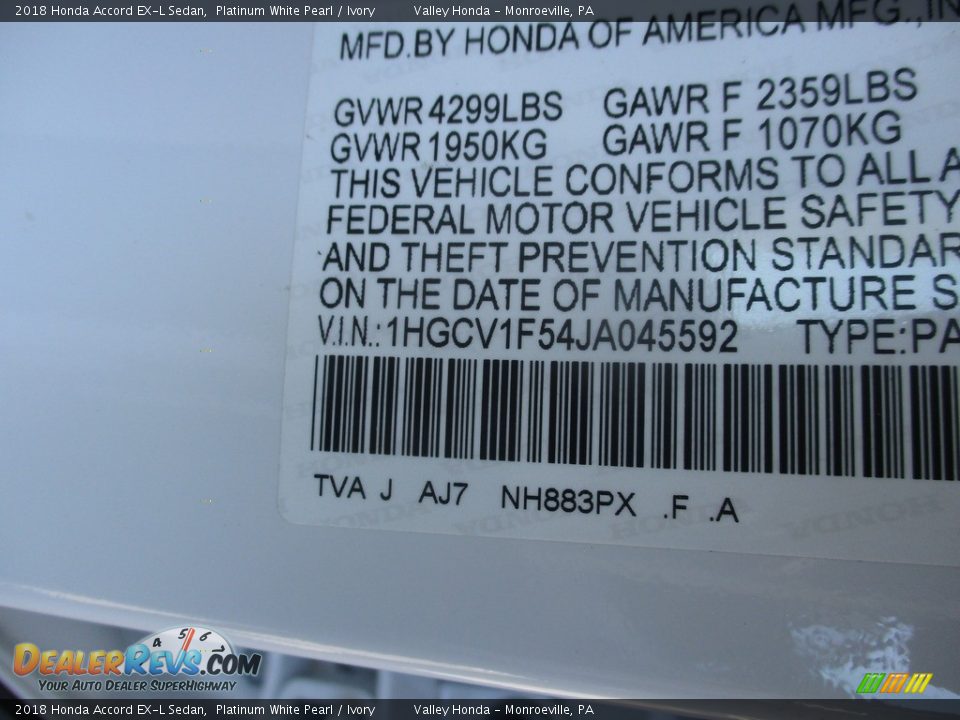 2018 Honda Accord EX-L Sedan, Platinum White Pearl / Ivory Valley Honda - Monroeville, PA
MFD.BY HONDA OF AMERICA MFG., IN
GVWR 4299LBS GAWR F 2359LBS
GVWR 1950KG GAWR F 1070KG
THIS VEHICLE CONFORMS TO ALL A
FEDERAL MOTOR VEHICLE SAFETY
AND THEFT PREVENTION STANDAR
ON THE DATE OF MANUFACTURE S
V.I.N.: 1HGCV1F54JA045592 TYPE:PA
TVA J AJ7 NH883PX .F .A
4 5 6
DEALERREVS.COM
YOUR AUTO DEALER SUPERHIGHWAY
2018 Honda Accord EX-L Sedan, Platinum White Pearl / Ivory Valley Honda - Monroeville, PA